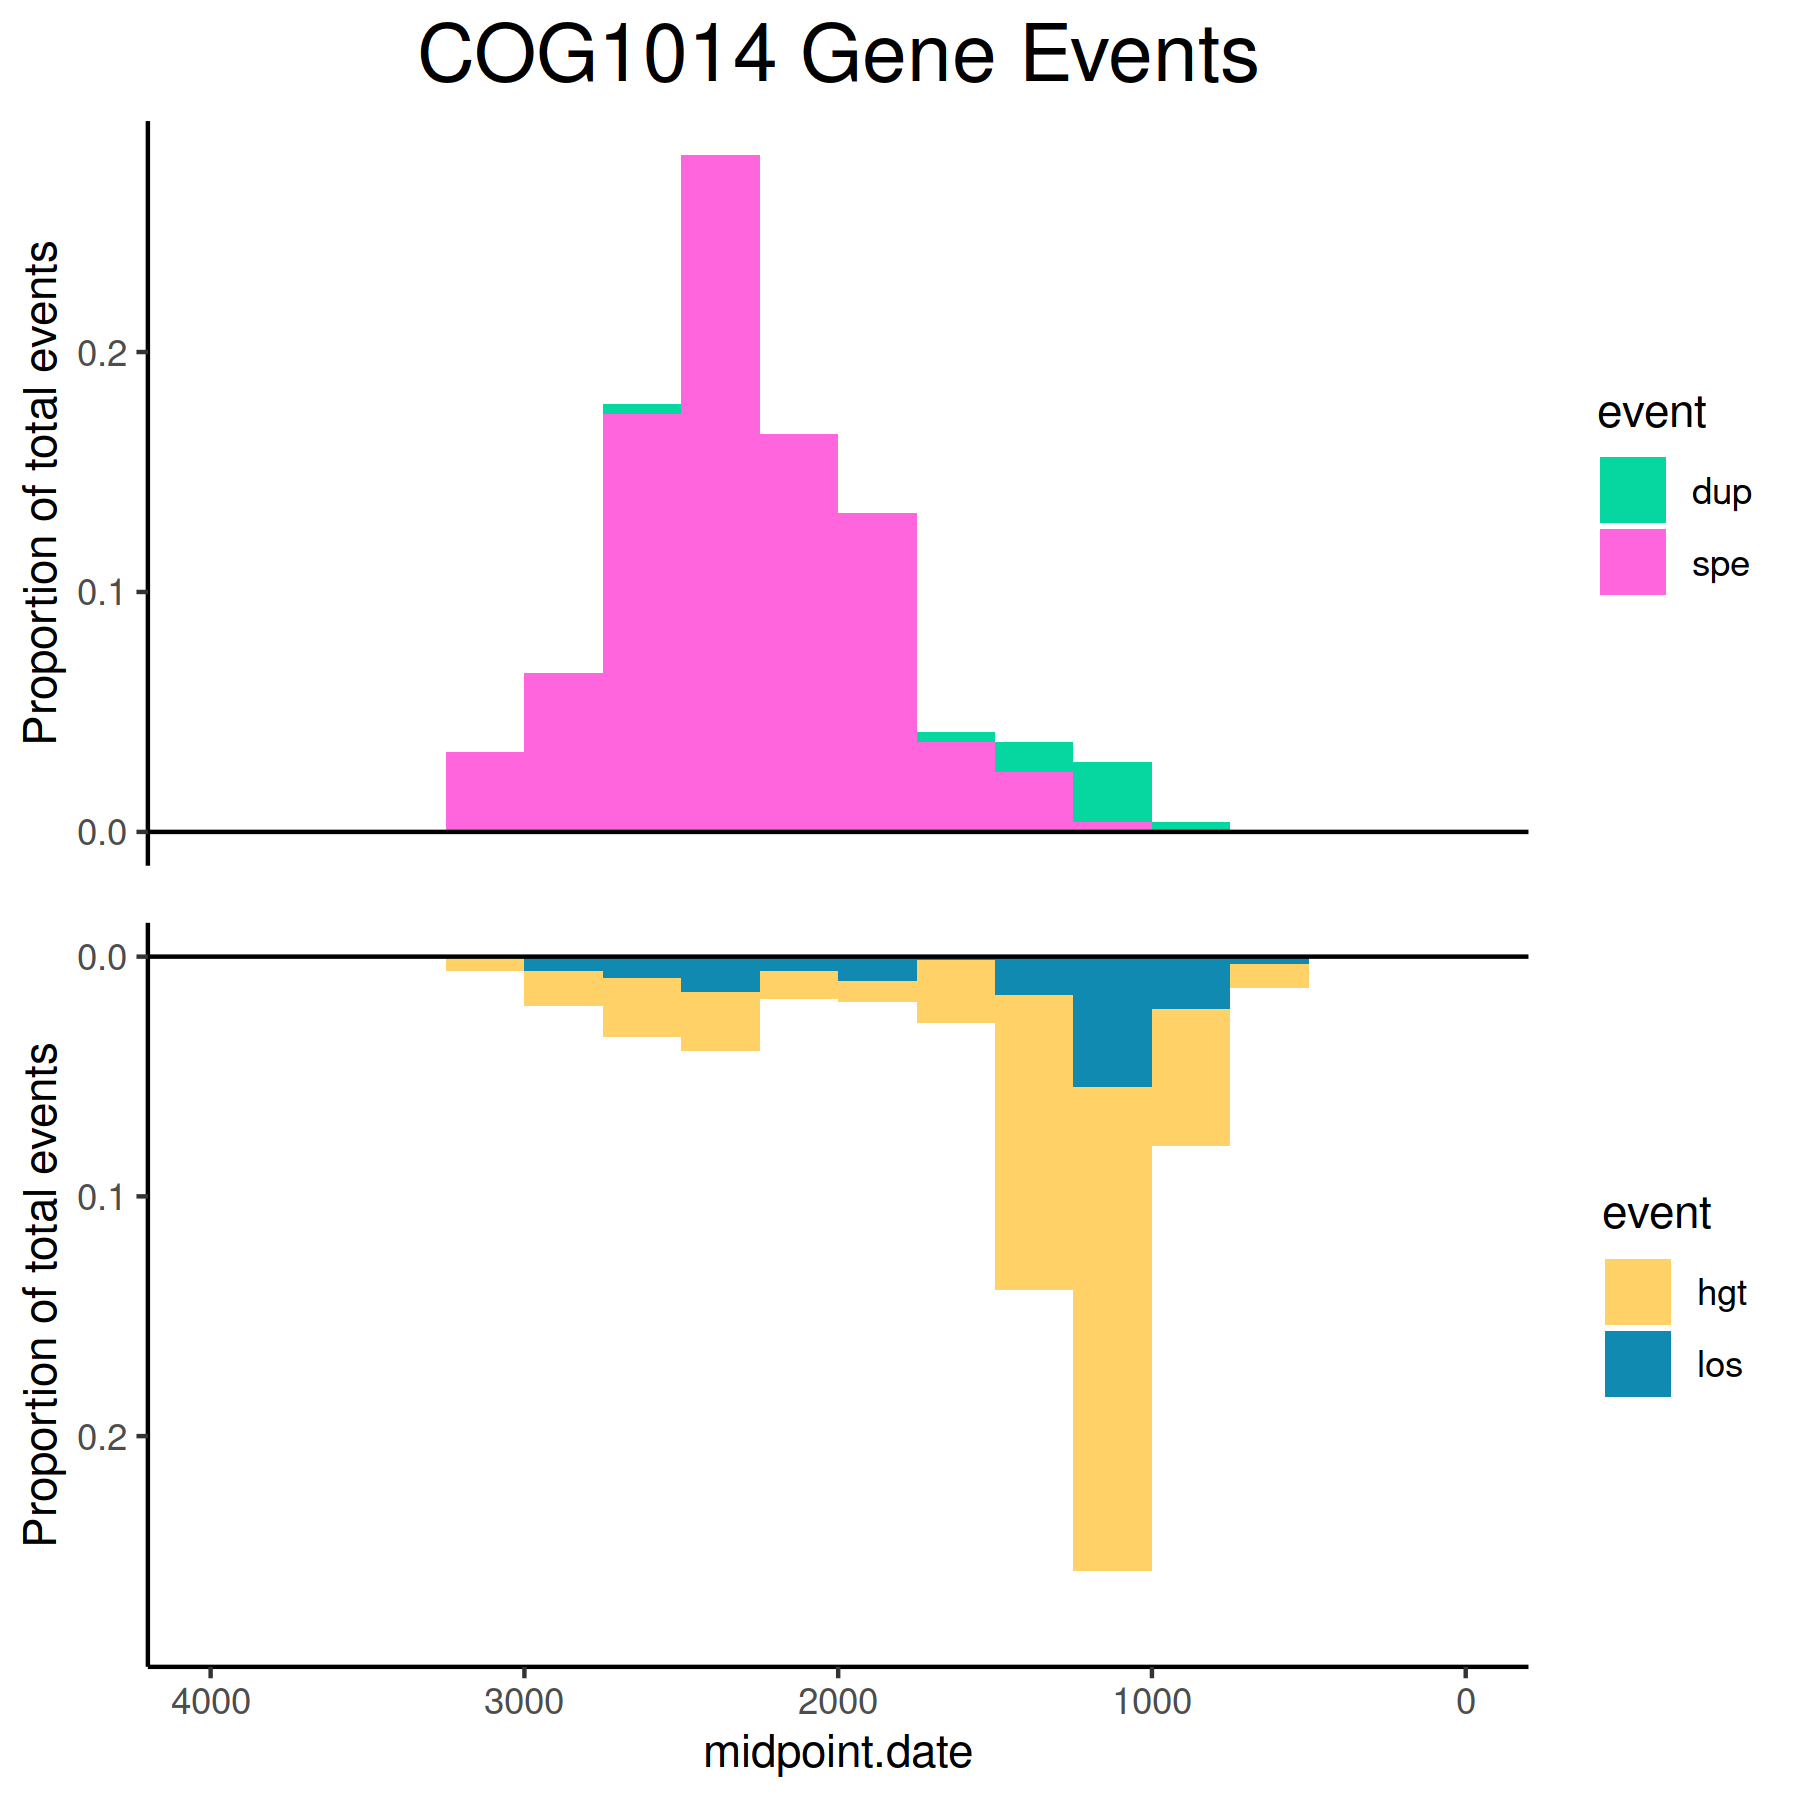 COG1014 Gene Events
Proportion of total events
0.2
0.1
0.0
event
dup
spe
Proportion of total events
0.0
0.1
0.2
event
hgt
los
4000 3000 2000 1000 0
midpoint.date